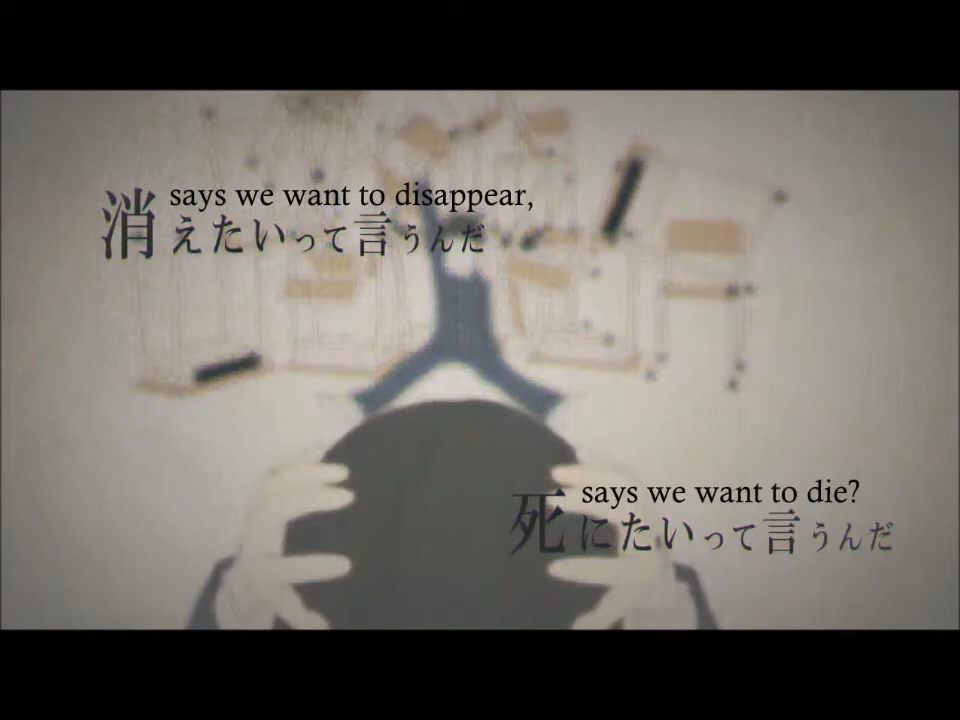 says we want to disappear,
消えたいって言うんだ
says we want to die?
死にたいって言うんだ